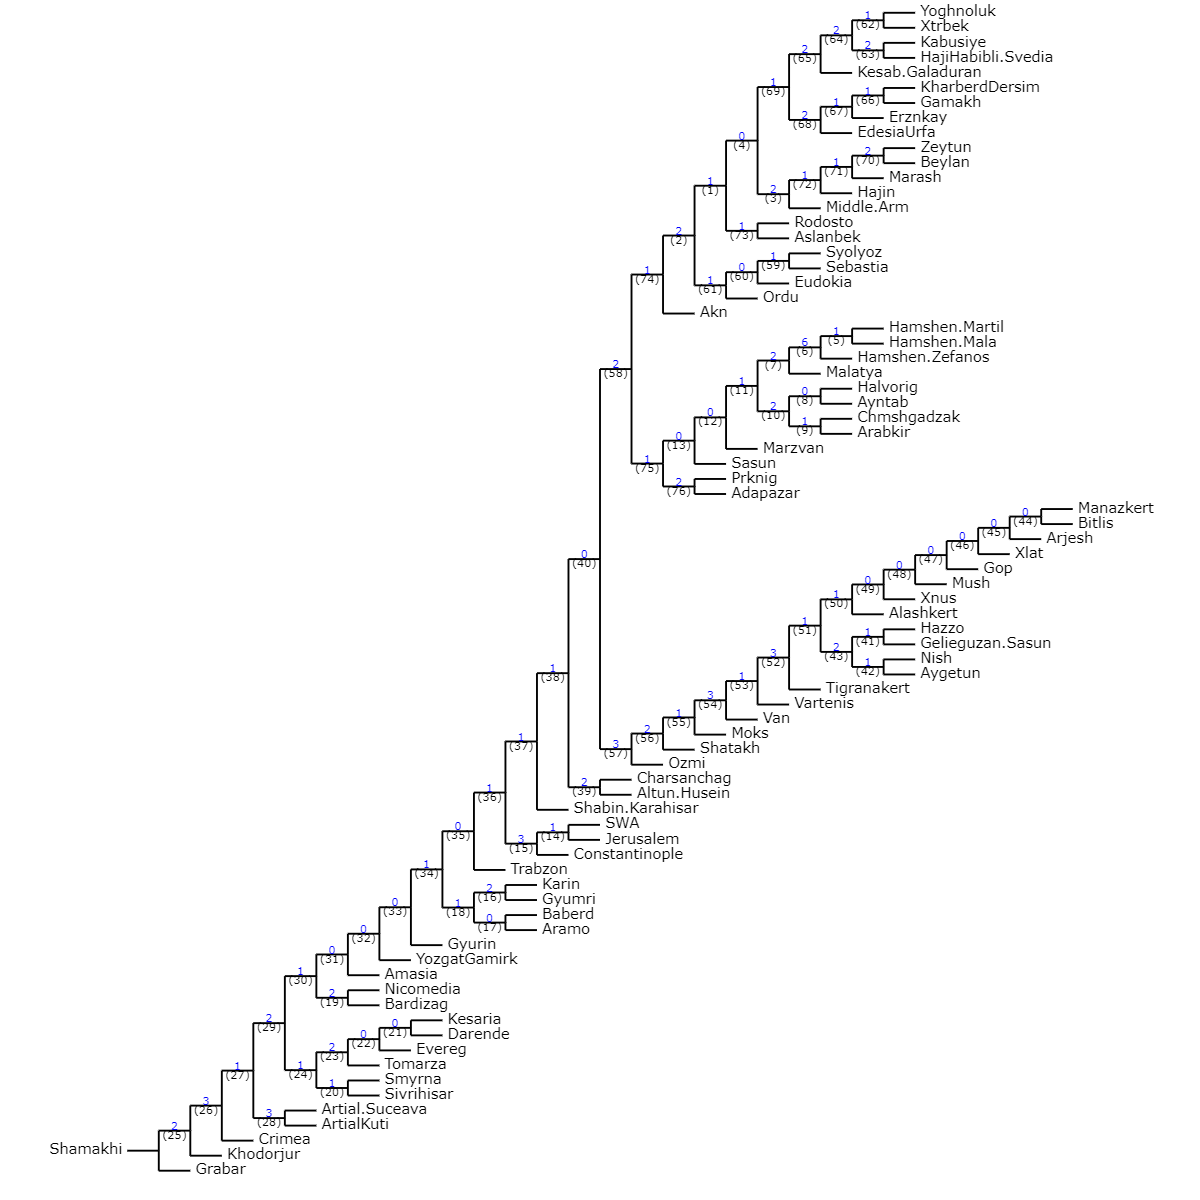 Yoghnoluk
1
(62)
Xtrbek
2
(64)
Kabusiye
2
(63)
2
(65)
HajiHabibli.Svedia
Kesab.Galaduran
1
(69)
KharberdDersim
1
(66)
Gamakh
1
(67)
Erznkay
2
(68)
EdesiaUrfa
0
(4)
Zeytun
2
(70)
Beylan
1
(71)
Marash
1
(72)
Hajin
2
(3)
Middle.Arm
1
(1)
Rodosto
1
(73)
Aslanbek
2
(2)
Syolyoz
1
(59)
Sebastia
0
(60)
Eudokia
1
(61)
Ordu
1
(74)
Akn
Hamshen.Martil
1
(5)
Hamshen.Mala
6
(6)
Hamshen.Zefanos
2
(7)
Malatya
2
(58)
1
(11)
Halvorig
0
(8)
Ayntab
2
(10)
Chmshgadzak
1
(9)
Arabkir
0
(12)
Marzvan
0
(13)
Sasun
1
(75)
Prknig
2
(76)
Adapazar
Manazkert
0
(44)
Bitlis
0
(45)
Arjesh
0
(46)
Xlat
0
(47)
Gop
0
(40)
0
(48)
Mush
0
(49)
Xnus
1
(50)
Alashkert
1
(51)
Hazzo
1
(41)
Gelieguzan.Sasun
2
(43)
Nish
1
(42)
Aygetun
3
(52)
Tigranakert
1
(53)
Vartenis
3
(54)
Van
1
(55)
Moks
2
(56)
Shatakh
3
(57)
Ozmi
1
(38)
Charsanchag
2
(39)
Altun.Husein
1
(37)
Shabin.Karahisar
1
(36)
SWA
1
(14)
Jerusalem
3
(15)
Constantinople
0
(35)
Trabzon
1
(34)
Karin
2
(16)
Gyumri
1
(18)
Baberd
0
(17)
Aramo
0
(33)
Gyurin
0
(32)
YozgatGamirk
0
(31)
Amasia
1
(30)
Nicomedia
2
(19)
Bardizag
2
(29)
Kesaria
0
(21)
Darende
0
(22)
Evereg
2
(23)
Tomarza
1
(24)
Smyrna
1
(20)
Sivrihisar
1
(27)
Artial.Suceava
3
(28)
ArtialKuti
3
(26)
Crimea
2
(25)
Khodorjur
Shamakhi
Grabar